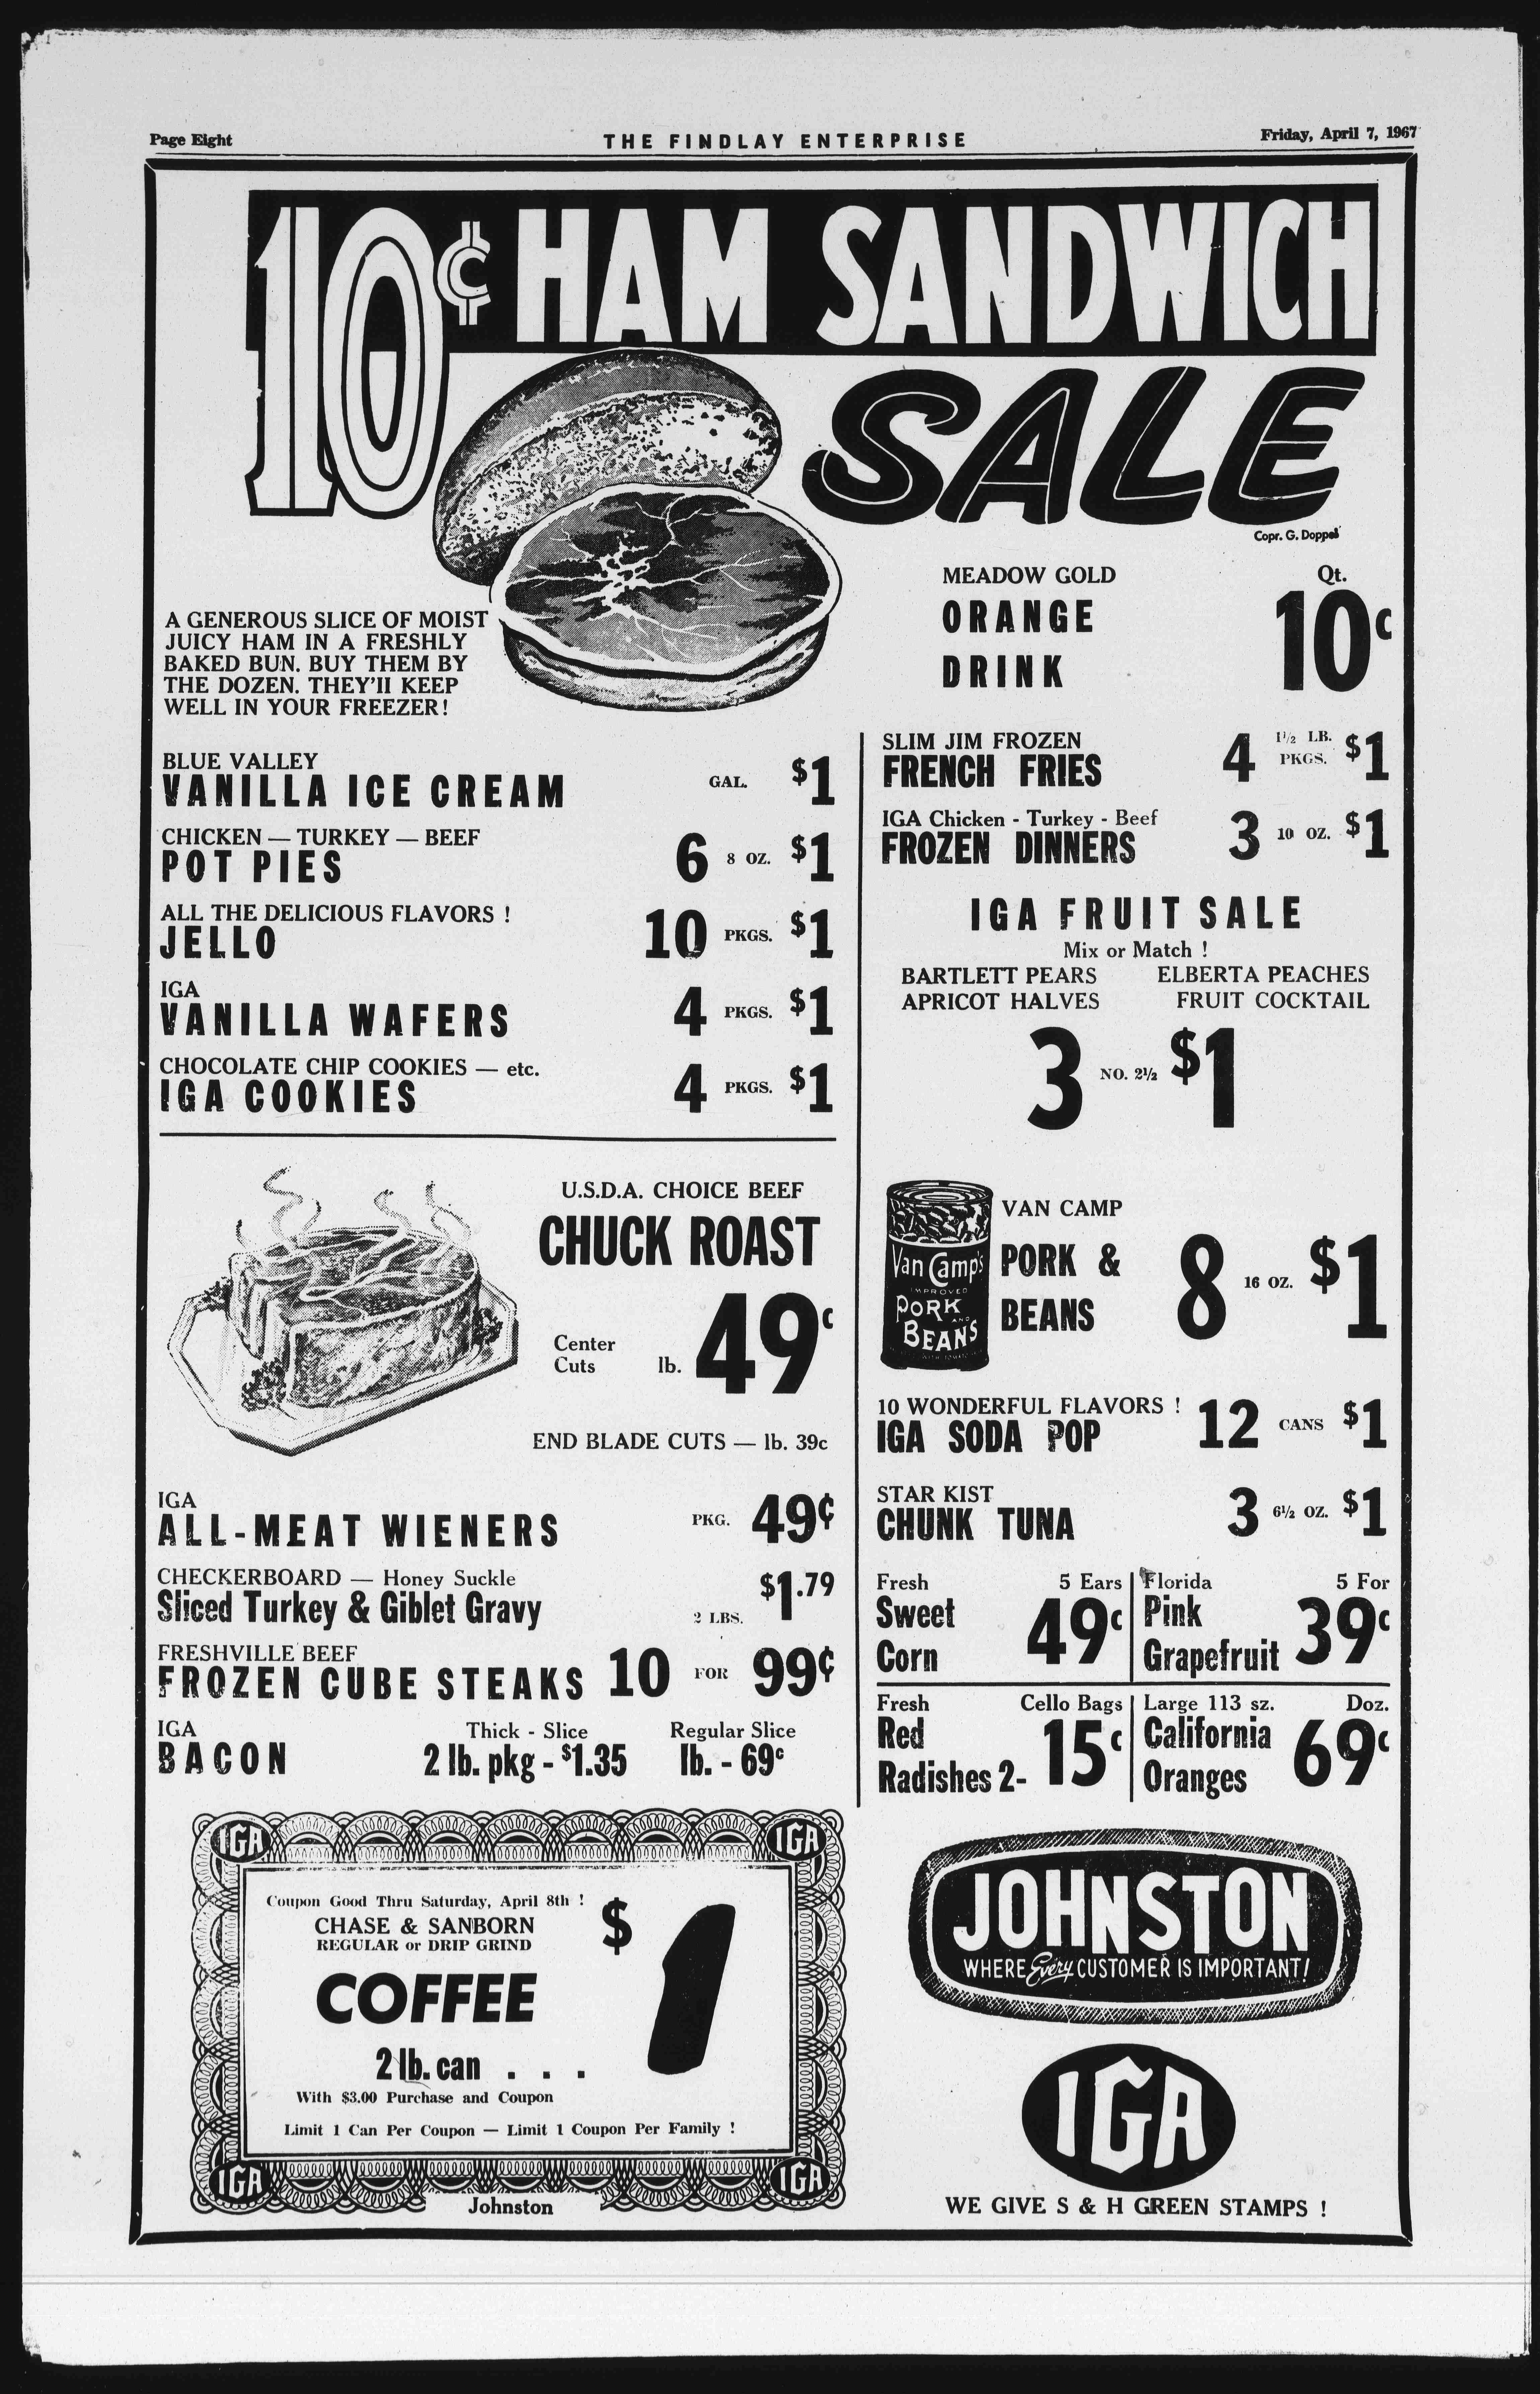 Page Eight
THE FINDLAY ENTERPRISE
Friday, April 7, 1967
10¢ HAM SANDWICH
SALE
Copr. G. Doppel
A GENEROUS SLICE OF MOIST
JUICY HAM IN A FRESHLY
BAKED BUN. BUY THEM BY
THE DOZEN. THEY'll KEEP
WELL IN YOUR FREEZER!
MEADOW GOLD Qt.
ORANGE
DRINK
10c
BLUE VALLEY
VANILLA ICE CREAM GAL. $1
CHICKEN — TURKEY — BEEF
POT PIES 6 8 OZ. $1
ALL THE DELICIOUS FLAVORS !
JELLO 10 PKGS. $1
IGA
VANILLA WAFERS 4 PKGS. $1
CHOCOLATE CHIP COOKIES — etc.
IGA COOKIES 4 PKGS. $1
U.S.D.A. CHOICE BEEF
CHUCK ROAST
Center
Cuts lb. 49c
END BLADE CUTS — lb. 39c
IGA
ALL-MEAT WIENERS PKG. 49¢
CHECKERBOARD — Honey Suckle
Sliced Turkey & Giblet Gravy 2 LBS. $1.79
FRESHVILLE BEEF
FROZEN CUBE STEAKS 10 FOR 99¢
IGA Thick - Slice Regular Slice
BACON 2 lb. pkg - $1.35 lb. - 69c
SLIM JIM FROZEN
FRENCH FRIES 4 1½ LB. PKGS. $1
IGA Chicken - Turkey - Beef
FROZEN DINNERS 3 10 OZ. $1
IGA FRUIT SALE
Mix or Match !
BARTLETT PEARS ELBERTA PEACHES
APRICOT HALVES FRUIT COCKTAIL
3 NO. 2½ $1
Van Camp's
IMPROVED
PORK
AND
BEANS
VAN CAMP
PORK &
BEANS
8 16 OZ. $1
10 WONDERFUL FLAVORS !
IGA SODA POP 12 CANS $1
STAR KIST
CHUNK TUNA 3 6½ OZ. $1
Fresh 5 Ears
Sweet
Corn 49c
Florida 5 For
Pink
Grapefruit 39c
Fresh Cello Bags
Red
Radishes 2- 15c
Large 113 sz. Doz.
California
Oranges 69c
IGA IGA
Coupon Good Thru Saturday, April 8th !
CHASE & SANBORN
REGULAR or DRIP GRIND
COFFEE
$1
2 lb. can . . .
With $3.00 Purchase and Coupon
Limit 1 Can Per Coupon — Limit 1 Coupon Per Family !
IGA IGA
Johnston
JOHNSTON
WHERE Every CUSTOMER IS IMPORTANT!
IGA
WE GIVE S & H GREEN STAMPS !